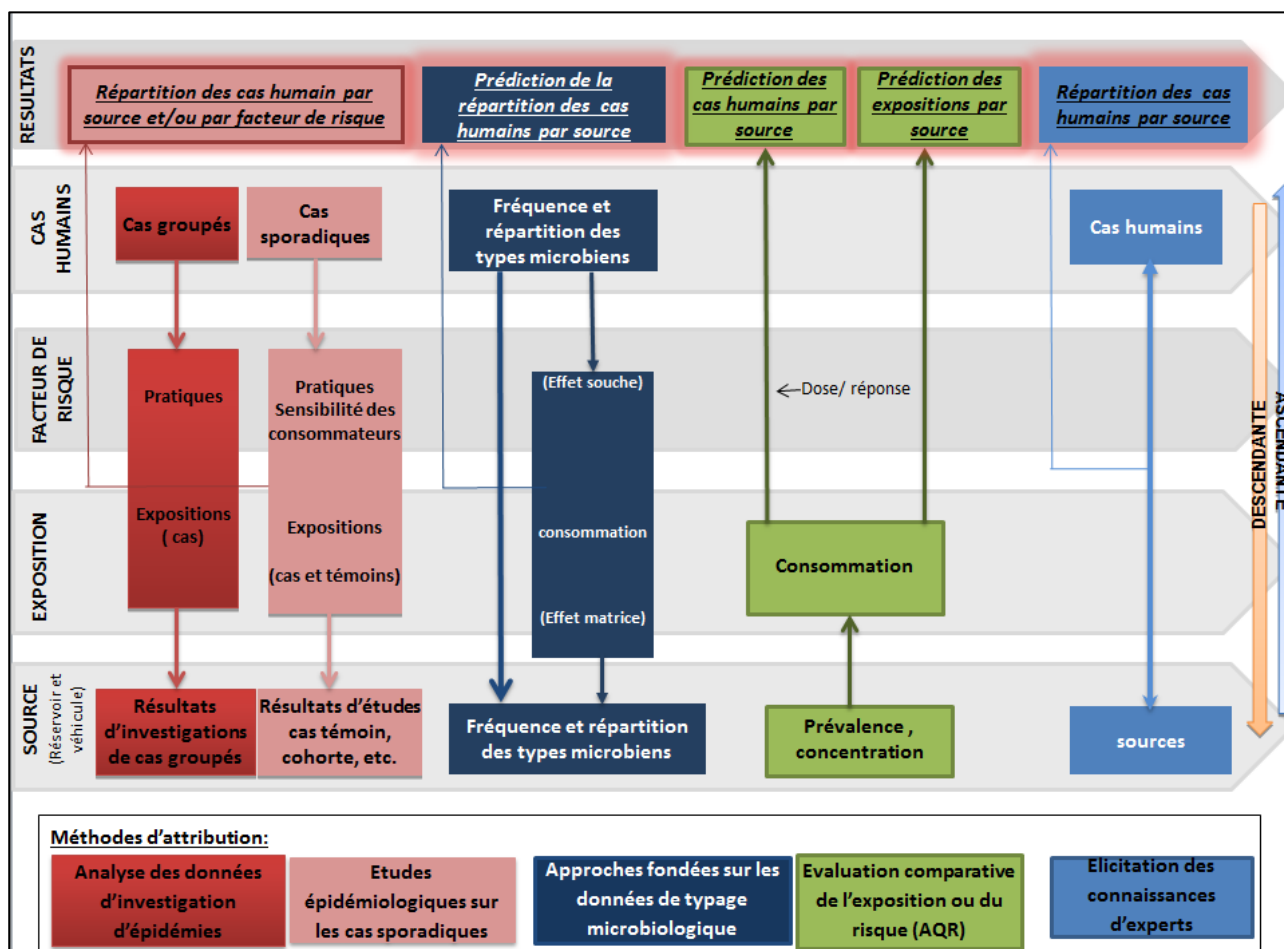 RESULTATS
Répartition des cas humain par
source et/ou par facteur de risque
Prédiction de la
répartition des cas
humains par source
Prédiction des
cas humains par
source
Prédiction des
expositions par
source
Répartition des cas
humains par source
CAS
HUMAINS
Cas groupés
Cas
sporadiques
Fréquence et
répartition des
types microbiens
Cas humains
FACTEUR DE
RISQUE
Pratiques
Pratiques
Sensibilité des
consommateurs
(Effet souche)
Dose/ réponse
EXPOSITION
Expositions
( cas)
Expositions
(cas et témoins)
consommation
(Effet matrice)
Consommation
DESCENDANTE
ASCENDANTE
SOURCE
(Réservoir et
véhicule)
Résultats
d'investigations
de cas groupés
Résultats d'études
cas témoin,
cohorte, etc.
Fréquence et répartition
des types microbiens
Prévalence ,
concentration
sources
Méthodes d'attribution:
Analyse des données
d'investigation
d'épidémies
Etudes
épidémiologiques sur
les cas sporadiques
Approches fondées sur les
données de typage
microbiologique
Evaluation comparative
de l'exposition ou du
risque (AQR)
Elicitation des
connaissances
d'experts